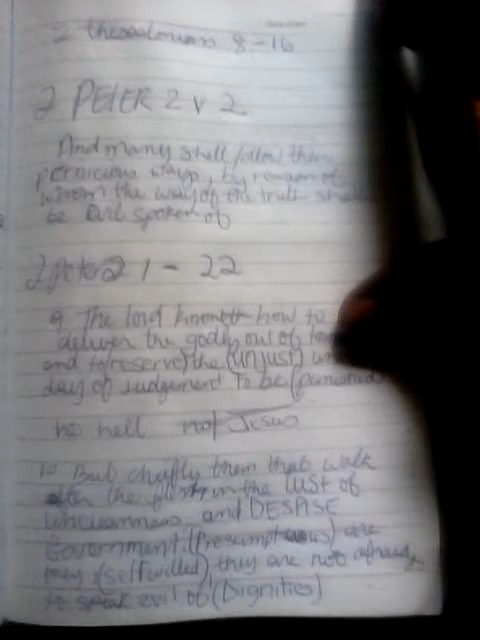 2 thessalonian 8-16
2 PETER 2 v 2
And many shall follow their
pernicious ways, by reason of
whom the way of the truth shall
be Evil spoken of
2 Peter 2 1 - 22
9 The lord knoweth how to
deliver the godly out of
and to (reserve) the (unjust)
day of Judgement to be (punished)
hell not Jesus
10 But chiefly them that walk
after the flesh in the LUST of
uncleanness and DESPISE
Government. (Presumptuous) are
they (selfwilled) they are not afraid
to speak evil of (Dignities)